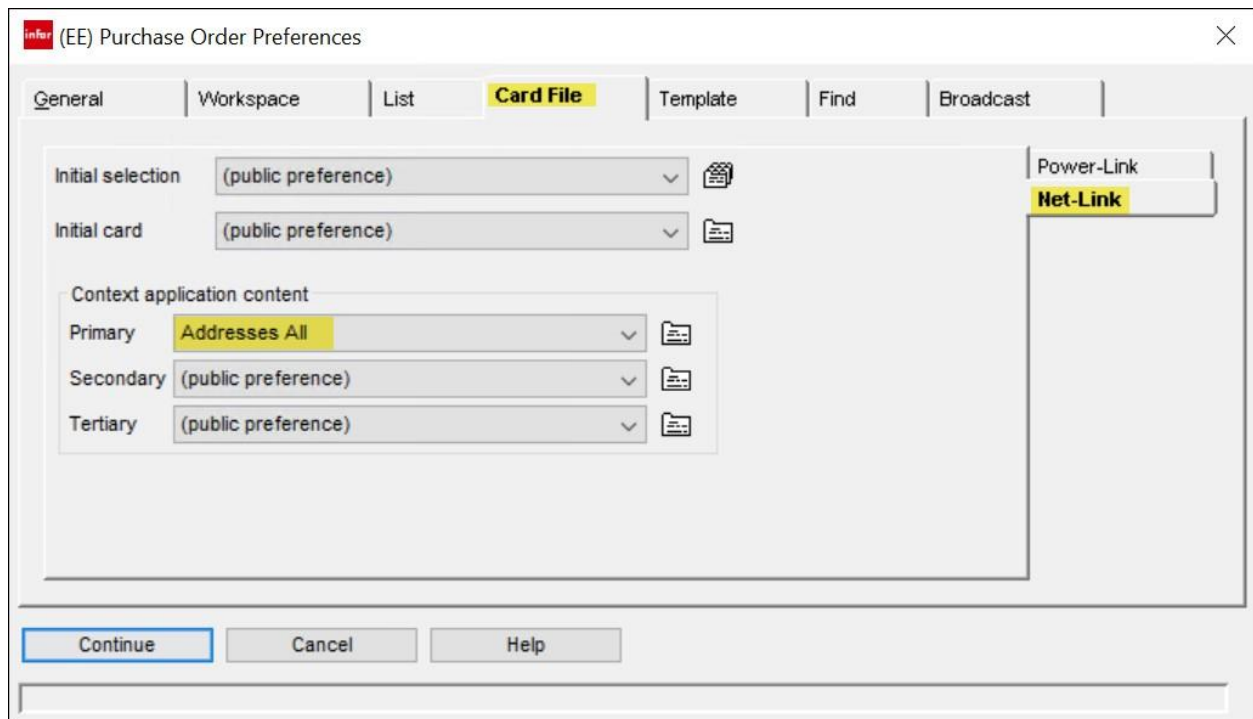 infor (EE) Purchase Order Preferences
General Workspace List Card File Template Find Broadcast
Initial selection (public preference) Power-Link
Net-Link
Initial card (public preference)
Context application content
Primary Addresses All
Secondary (public preference)
Tertiary (public preference)
Continue Cancel Help